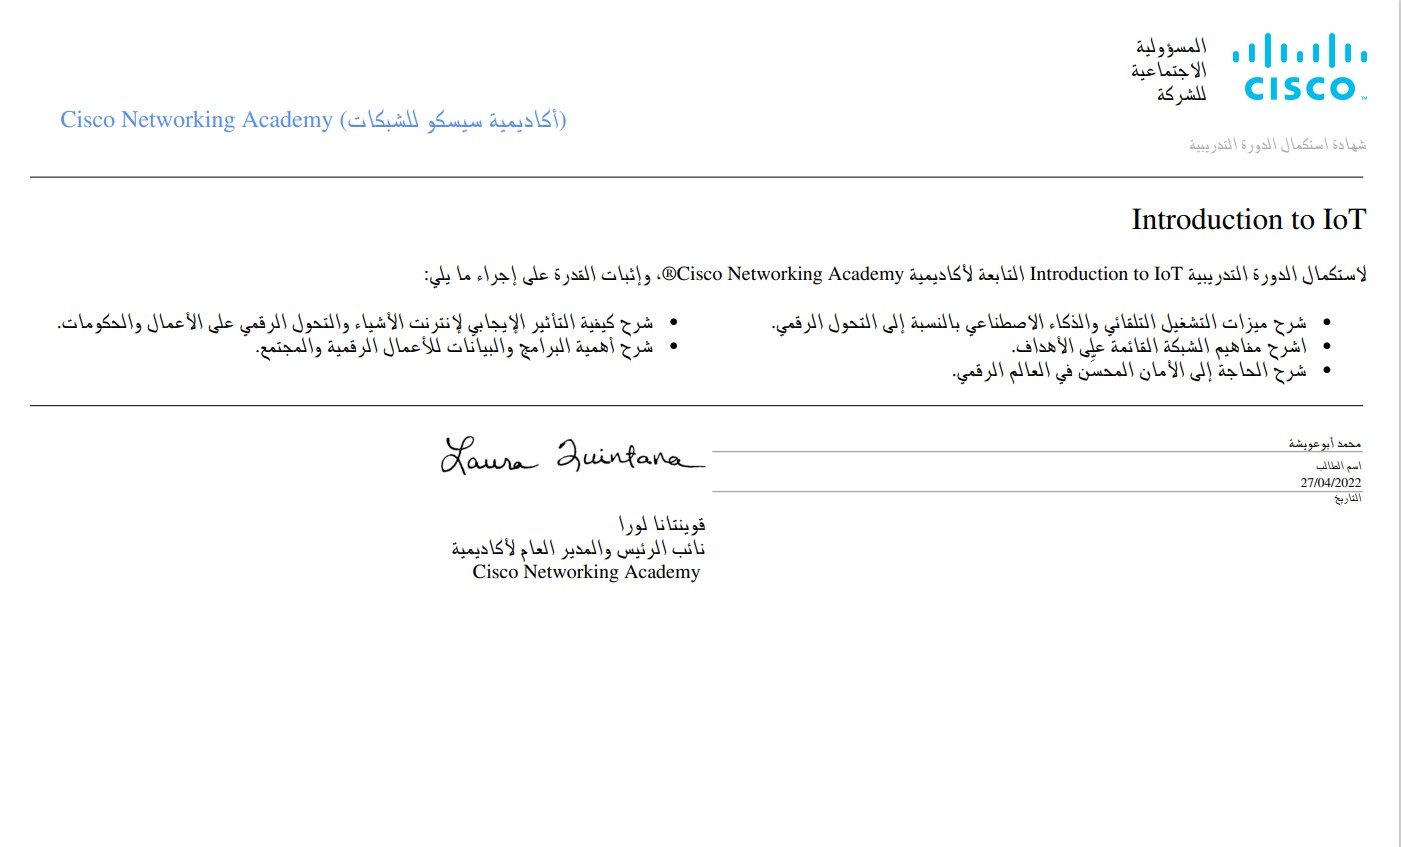 المسؤولية
الاجتماعية
للشركة
CISCO™
Cisco Networking Academy (أكاديمية سيسكو للشبكات)
شهادة استكمال الدورة التدريبية
Introduction to IoT
لاستكمال الدورة التدريبية Introduction to IoT التابعة لأكاديمية Cisco Networking Academy®، وإثبات القدرة على إجراء ما يلي:
• شرح ميزات التشغيل التلقائي والذكاء الاصطناعي بالنسبة إلى التحول الرقمي.
• اشرح مفاهيم الشبكة القائمة على الأهداف.
• شرح الحاجة إلى الأمان المحسّن في العالم الرقمي.
• شرح كيفية التأثير الإيجابي لإنترنت الأشياء والتحول الرقمي على الأعمال والحكومات.
• شرح أهمية البرامج والبيانات للأعمال الرقمية والمجتمع.
محمد أبوعويشة
اسم الطالب
27/04/2022
التاريخ
Laura Quintana
قوينتانا لورا
نائب الرئيس والمدير العام لأكاديمية
Cisco Networking Academy